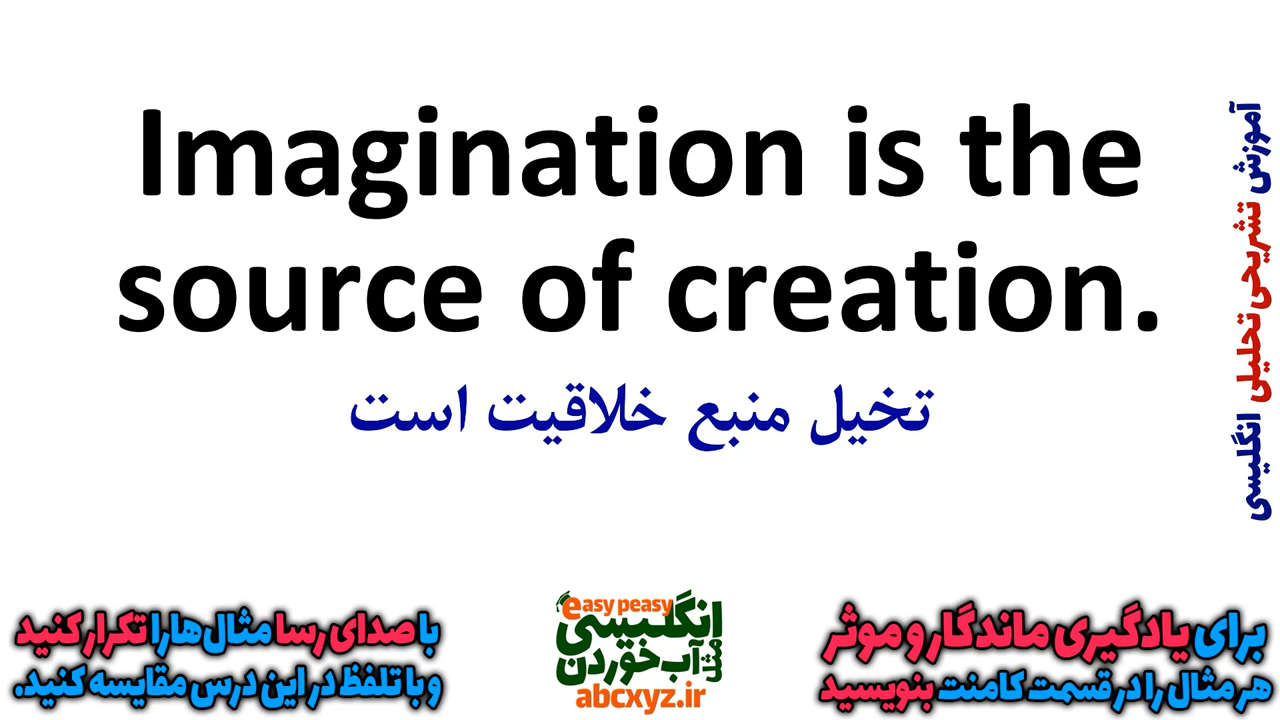 Imagination is the
source of creation.
تخیل منبع خلاقیت است
آموزش تشریحی تحلیلی انگلیسی
برای یادگیری ماندگار و موثر
هر مثال را در قسمت کامنت بنویسید
easy peasy
انگلیسی
مثل آب خوردن
abcxyz.ir
با صدای رسا مثال‌ها را تکرار کنید
و با تلفظ در این درس مقایسه کنید.